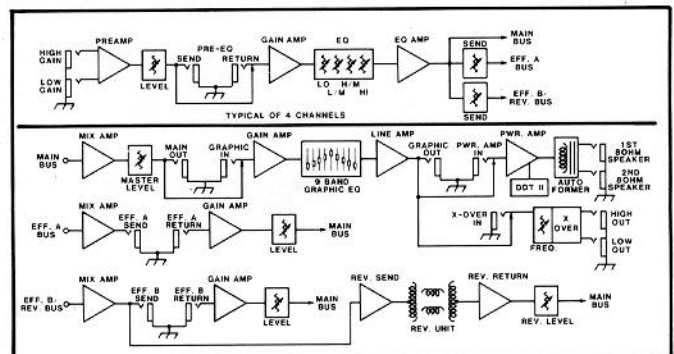 HIGH GAIN
LOW GAIN
PREAMP
LEVEL
PRE-EQ
SEND
RETURN
GAIN AMP
EQ
LO
L/M
H/M
HI
EQ AMP
MAIN BUS
SEND
EFF. A BUS
EFF. B/ REV. BUS
SEND
TYPICAL OF 4 CHANNELS
MAIN BUS
MIX AMP
MASTER LEVEL
MAIN OUT
GRAPHIC IN
GAIN AMP
9 BAND GRAPHIC EQ
LINE AMP
GRAPHIC OUT
PWR. AMP IN
PWR. AMP
DDT II
AUTO FORMER
1ST 8OHM SPEAKER
2ND 8OHM SPEAKER
X-OVER IN
X OVER
FREQ.
HIGH OUT
LOW OUT
EFF. A BUS
MIX AMP
EFF. A SEND
EFF. A RETURN
GAIN AMP
LEVEL
MAIN BUS
EFF. B/ REV. BUS
MIX AMP
EFF. B SEND
EFF. B RETURN
GAIN AMP
LEVEL
MAIN BUS
REV. SEND
REV. UNIT
REV. RETURN
REV. LEVEL
MAIN BUS